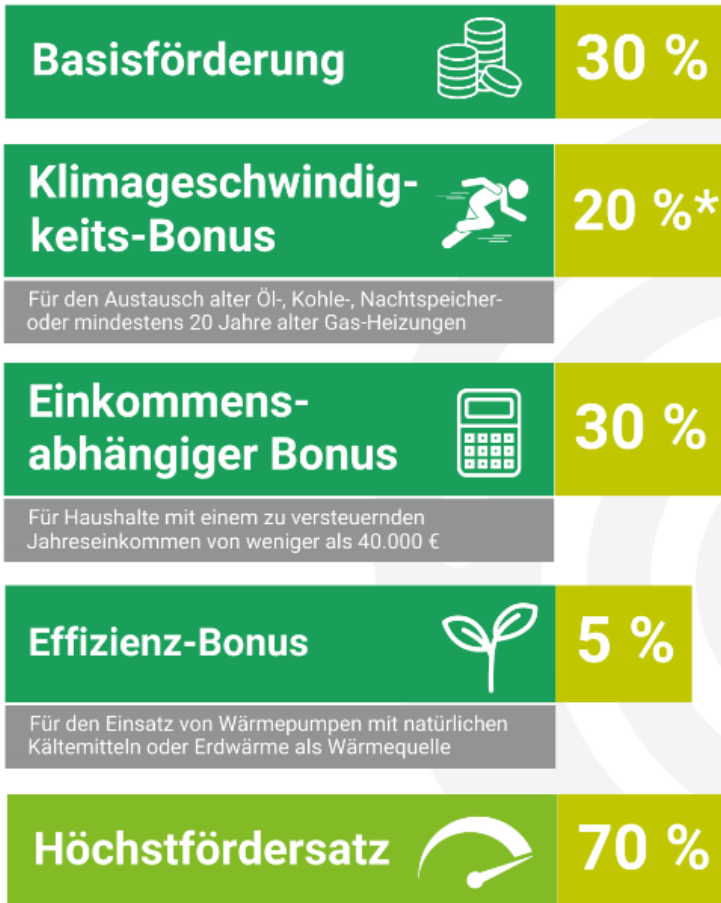 Basisförderung
30 %
Klimageschwindig-
keits-Bonus
20 %*
Für den Austausch alter Öl-, Kohle-, Nachtspeicher-
oder mindestens 20 Jahre alter Gas-Heizungen
Einkommens-
abhängiger Bonus
30 %
Für Haushalte mit einem zu versteuernden
Jahreseinkommen von weniger als 40.000 €
Effizienz-Bonus
5 %
Für den Einsatz von Wärmepumpen mit natürlichen
Kältemitteln oder Erdwärme als Wärmequelle
Höchstfördersatz
70 %